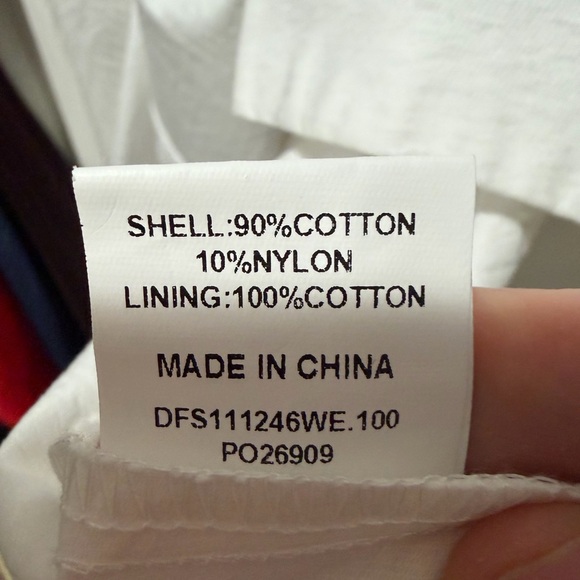 SHELL:90%COTTON
10%NYLON
LINING:100%COTTON
MADE IN CHINA
DFS111246WE.100
PO26909